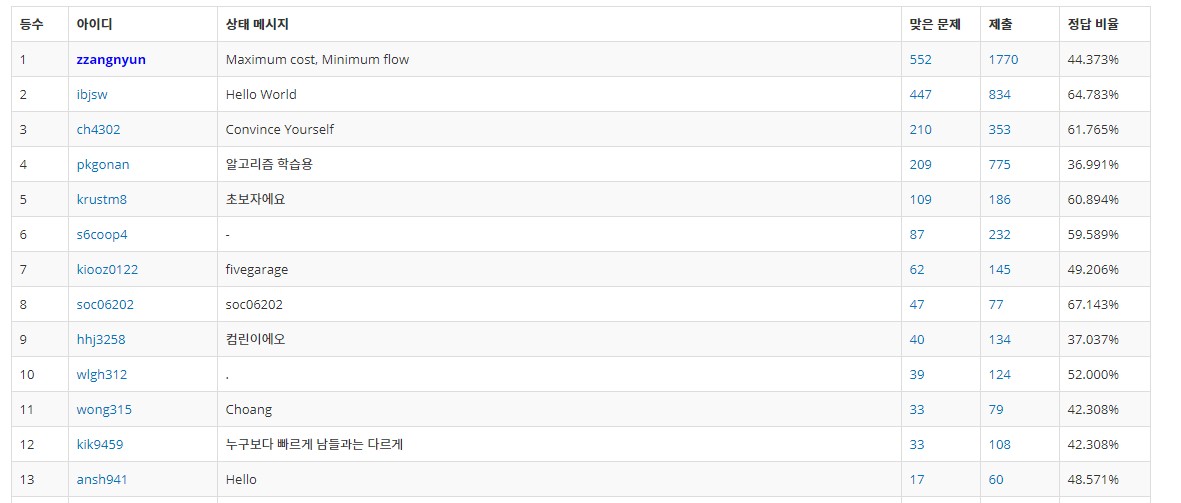 등수 아이디 상태 메시지 맞은 문제 제출 정답 비율
1 zzangnyun Maximum cost, Minimum flow 552 1770 44.373%
2 ibjsw Hello World 447 834 64.783%
3 ch4302 Convince Yourself 210 353 61.765%
4 pkgonan 알고리즘 학습용 209 775 36.991%
5 krustm8 초보자에요 109 186 60.894%
6 s6coop4 - 87 232 59.589%
7 kiooz0122 fivegarage 62 145 49.206%
8 soc06202 soc06202 47 77 67.143%
9 hhj3258 컴린이에오 40 134 37.037%
10 wlgh312 . 39 124 52.000%
11 wong315 Choang 33 79 42.308%
12 kik9459 누구보다 빠르게 남들과는 다르게 33 108 42.308%
13 ansh941 Hello 17 60 48.571%